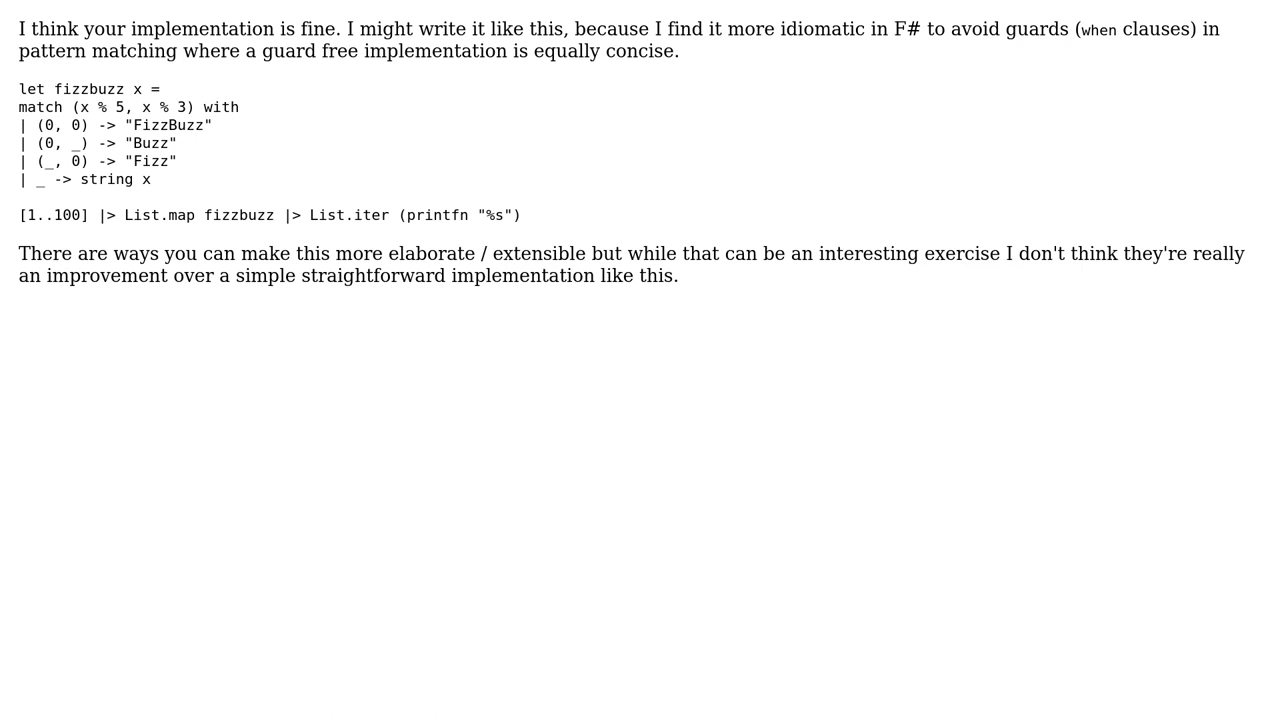 I think your implementation is fine. I might write it like this, because I find it more idiomatic in F# to avoid guards (when clauses) in
pattern matching where a guard free implementation is equally concise.
let fizzbuzz x =
match (x % 5, x % 3) with
| (0, 0) -> "FizzBuzz"
| (0, _) -> "Buzz"
| (_, 0) -> "Fizz"
| _ -> string x
[1..100] |> List.map fizzbuzz |> List.iter (printfn "%s")
There are ways you can make this more elaborate / extensible but while that can be an interesting exercise I don't think they're really
an improvement over a simple straightforward implementation like this.